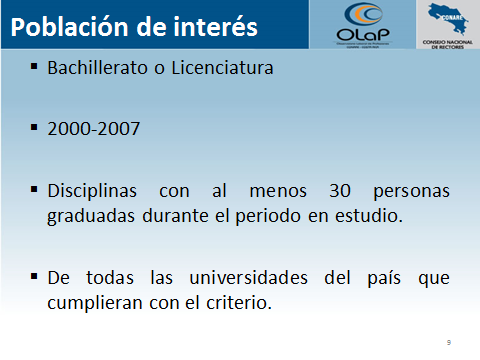 Población de interés
OLaP
CONARE
CONSEJO NACIONAL
DE RECTORES
▪ Bachillerato o Licenciatura
▪ 2000-2007
▪ Disciplinas con al menos 30 personas
graduadas durante el periodo en estudio.
▪ De todas las universidades del país que
cumplieran con el criterio.
9